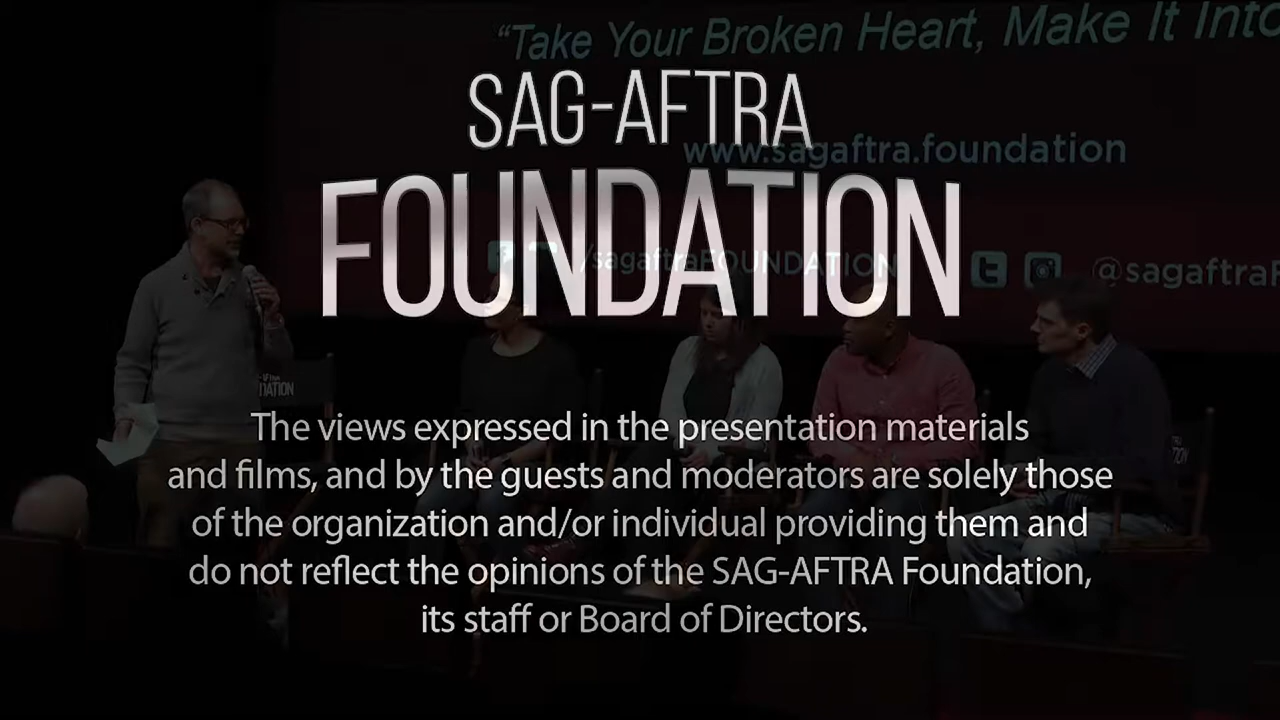 “Take Your Broken Heart, Make It Into
SAG-AFTRA
www.sagaftra.foundation
FOUNDATION
/sagaftraFOUNDATION
@sagaftraF
The views expressed in the presentation materials
and films, and by the guests and moderators are solely those
of the organization and/or individual providing them and
do not reflect the opinions of the SAG-AFTRA Foundation,
its staff or Board of Directors.